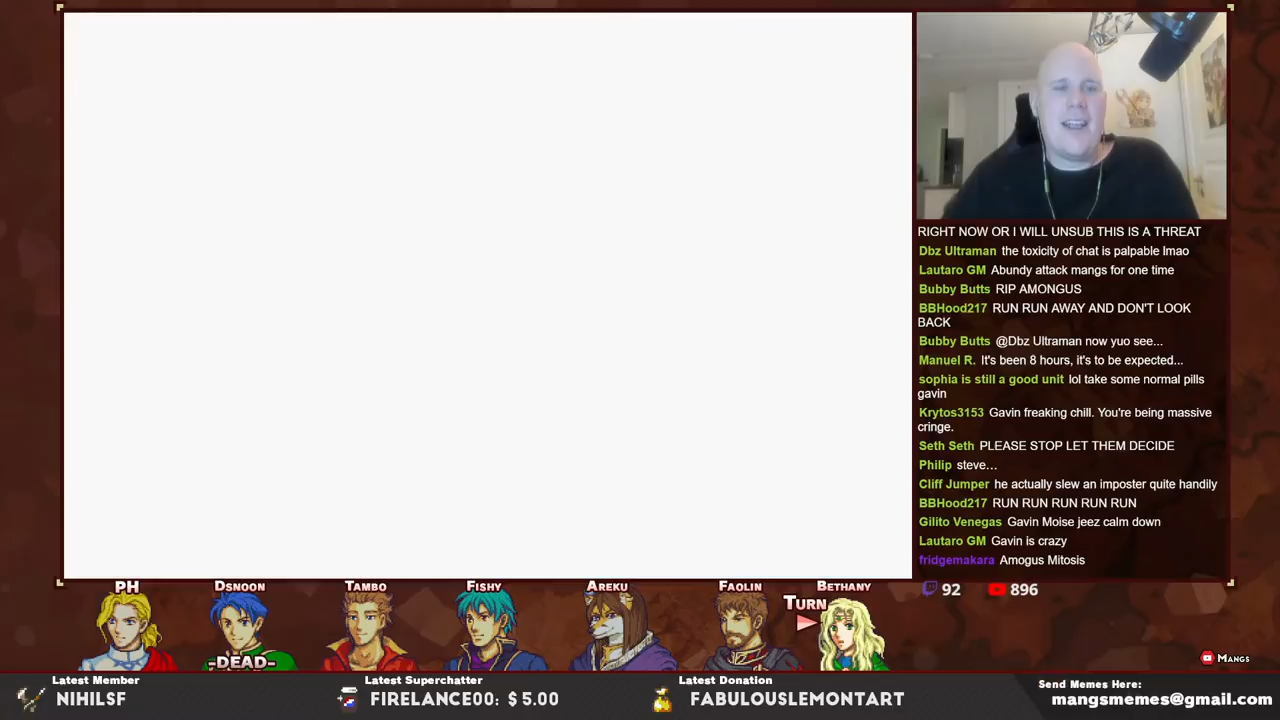 RIGHT NOW OR I WILL UNSUB THIS IS A THREAT
Dbz Ultraman the toxicity of chat is palpable lmao
Lautaro GM Abundy attack mangs for one time
Bubby Butts RIP AMONGUS
BBHood217 RUN RUN AWAY AND DON'T LOOK
BACK
Bubby Butts @Dbz Ultraman now yuo see...
Manuel R. It's been 8 hours, it's to be expected...
sophia is still a good unit lol take some normal pills
gavin
Krytos3153 Gavin freaking chill. You're being massive
cringe.
Seth Seth PLEASE STOP LET THEM DECIDE
Philip steve...
Cliff Jumper he actually slew an imposter quite handily
BBHood217 RUN RUN RUN RUN RUN
Gilito Venegas Gavin Moise jeez calm down
Lautaro GM Gavin is crazy
fridgemakara Amogus Mitosis
PH DSNOON TAMBO FISHY AREKU FAOLIN BETHANY
92 896
TURN
-DEAD-
MANGS
Latest Member
NIHILSF
Latest Superchatter
FIRELANCE00: $5.00
Latest Donation
FABULOUSLEMONTART
Send Memes Here:
mangsmemes@gmail.com